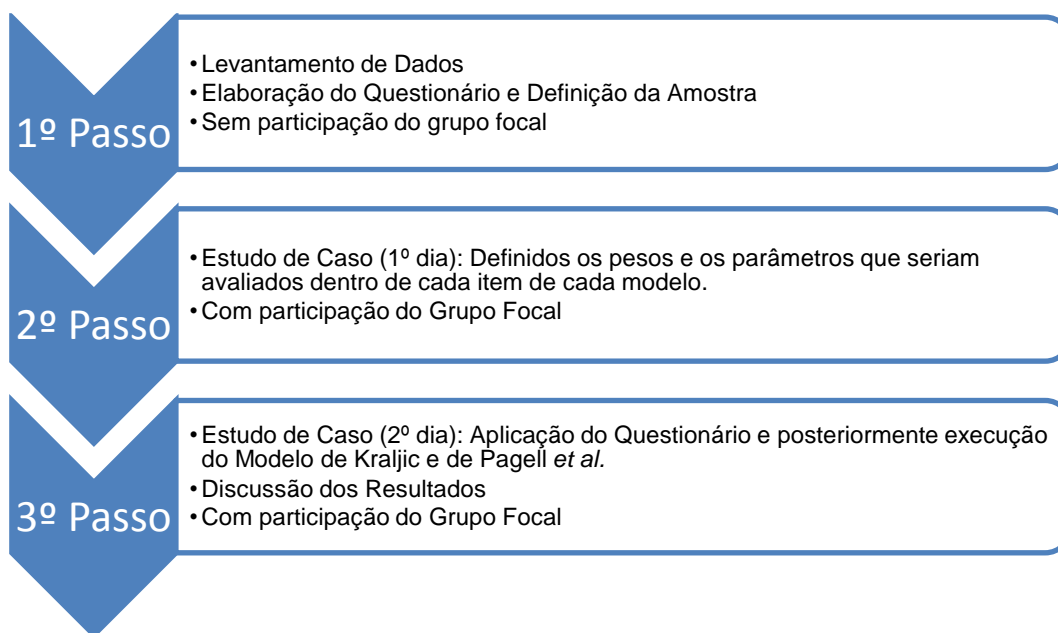 1º Passo
•Levantamento de Dados
•Elaboração do Questionário e Definição da Amostra
•Sem participação do grupo focal
2º Passo
•Estudo de Caso (1º dia): Definidos os pesos e os parâmetros que seriam
avaliados dentro de cada item de cada modelo.
•Com participação do Grupo Focal
3º Passo
•Estudo de Caso (2º dia): Aplicação do Questionário e posteriormente execução
do Modelo de Kraljic e de Pagell et al.
•Discussão dos Resultados
•Com participação do Grupo Focal